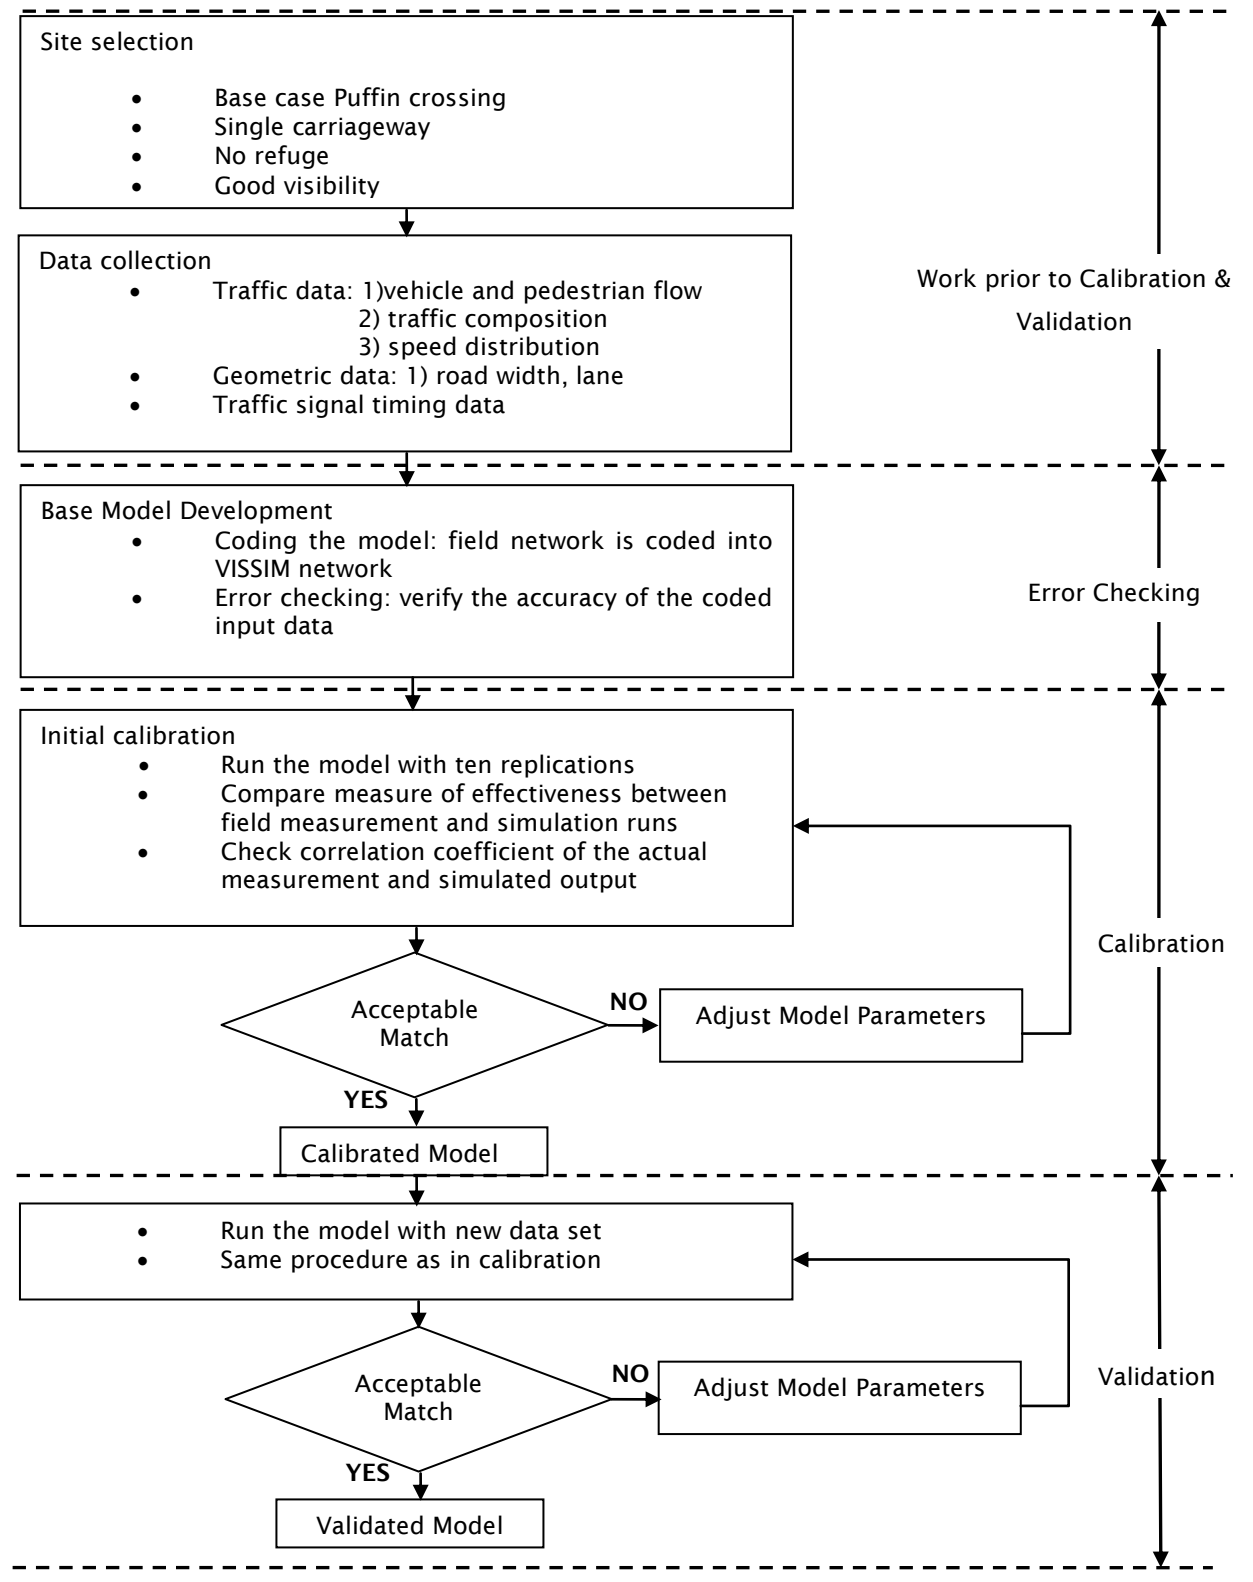 Site selection
• Base case Puffin crossing
• Single carriageway
• No refuge
• Good visibility
Data collection
• Traffic data: 1)vehicle and pedestrian flow
2) traffic composition
3) speed distribution
• Geometric data: 1) road width, lane
• Traffic signal timing data
Work prior to Calibration &
Validation
Base Model Development
• Coding the model: field network is coded into
VISSIM network
• Error checking: verify the accuracy of the coded
input data
Error Checking
Initial calibration
• Run the model with ten replications
• Compare measure of effectiveness between
field measurement and simulation runs
• Check correlation coefficient of the actual
measurement and simulated output
Calibration
Acceptable
Match
NO
Adjust Model Parameters
YES
Calibrated Model
• Run the model with new data set
• Same procedure as in calibration
Acceptable
Match
NO
Adjust Model Parameters
Validation
YES
Validated Model